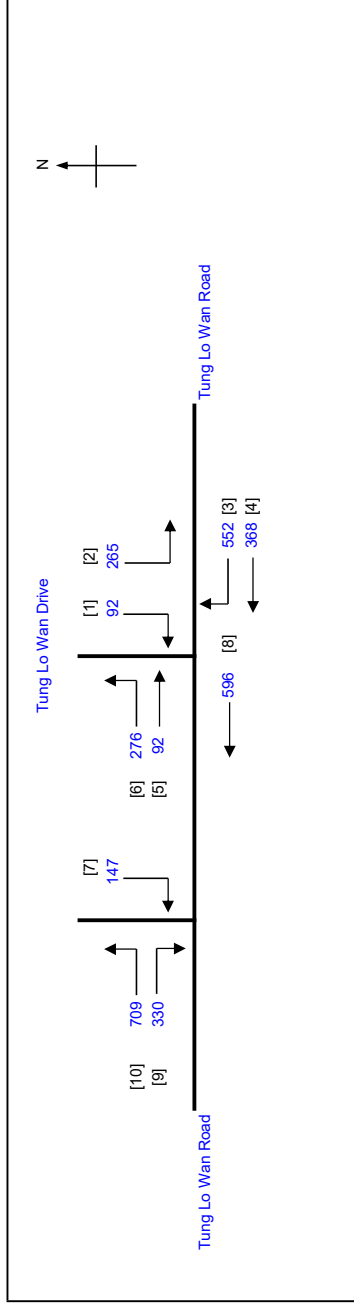 N
Tung Lo Wan Drive
[1] [2]
92 265
[7]
147
[10] 709
[9] 330
[6] 276
[5] 92
Tung Lo Wan Road
Tung Lo Wan Road
552 [3]
368 [4]
596 [8]